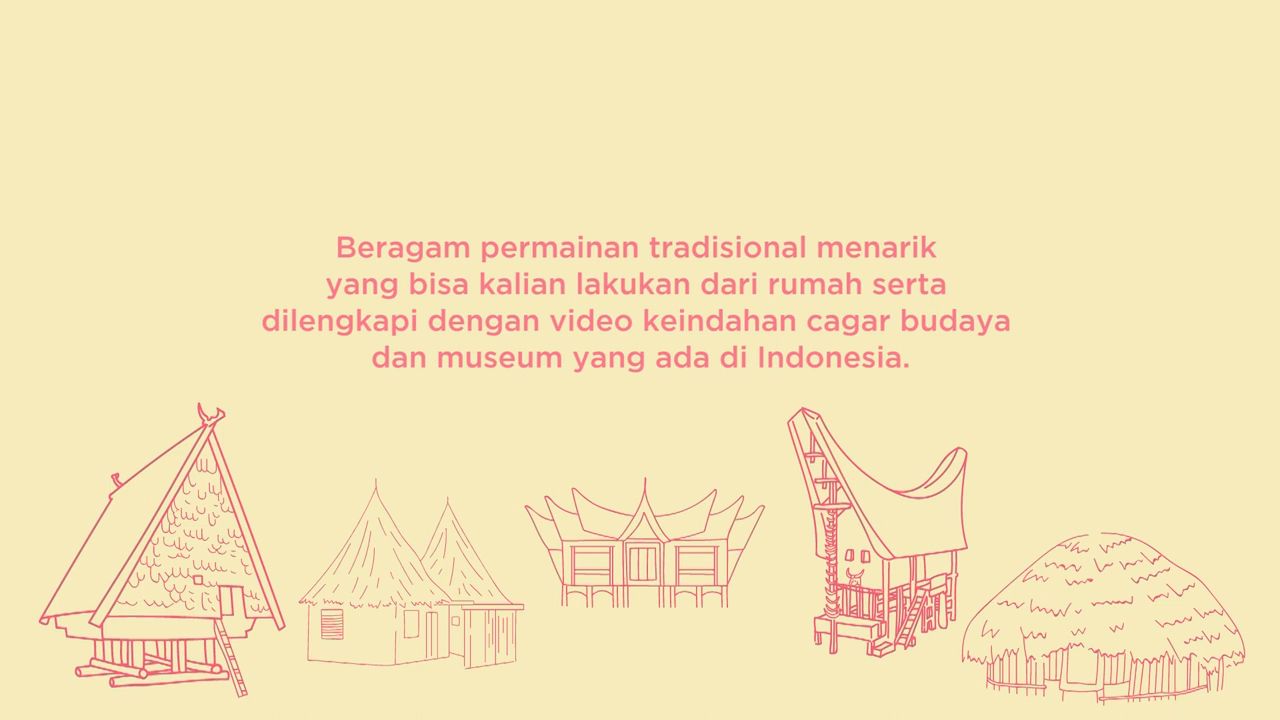 Beragam permainan tradisional menarik
yang bisa kalian lakukan dari rumah serta
dilengkapi dengan video keindahan cagar budaya
dan museum yang ada di Indonesia.